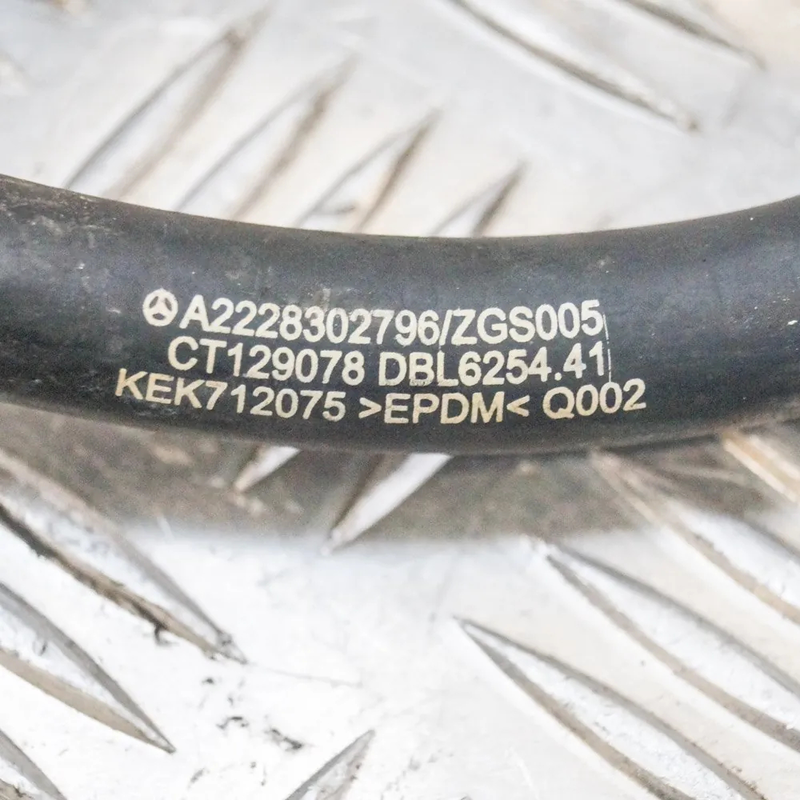 A2228302796/ZGS005
CT129078 DBL6254.41
KEK712075 >EPDM< Q002